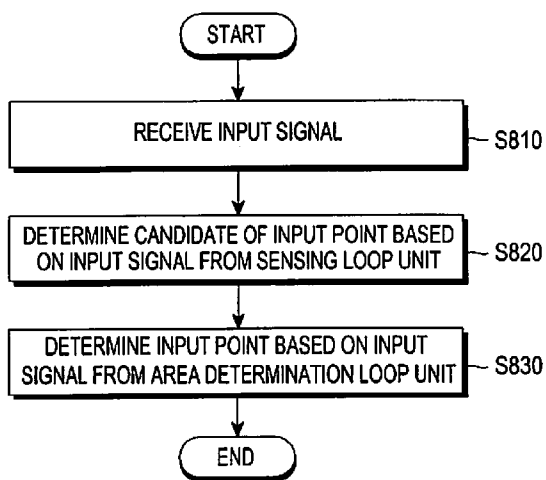 START
RECEIVE INPUT SIGNAL
S810
DETERMINE CANDIDATE OF INPUT POINT BASED
ON INPUT SIGNAL FROM SENSING LOOP UNIT
S820
DETERMINE INPUT POINT BASED ON INPUT
SIGNAL FROM AREA DETERMINATION LOOP UNIT
S830
END